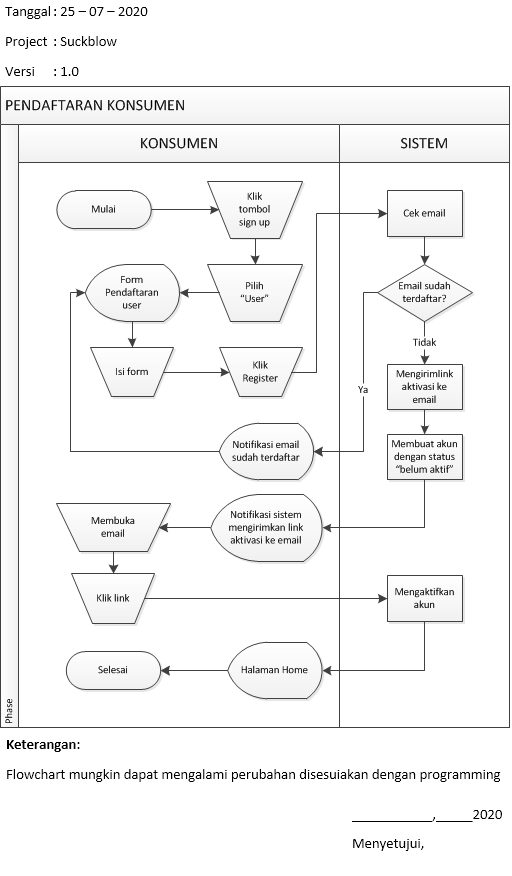 Tanggal : 25 – 07 – 2020
Project : Suckblow
Versi : 1.0
PENDAFTARAN KONSUMEN
KONSUMEN
SISTEM
Mulai
Klik
tombol
sign up
Cek email
Form
Pendaftaran
user
Pilih
“User”
Email sudah
terdaftar?
Tidak
Isi form
Klik
Register
Ya
Mengirimlink
aktivasi ke
email
Notifikasi email
sudah terdaftar
Membuat akun
dengan status
“belum aktif”
Membuka
email
Notifikasi sistem
mengirimkan link
aktivasi ke email
Klik link
Mengaktifkan
akun
Selesai
Halaman Home
Phase
Keterangan:
Flowchart mungkin dapat mengalami perubahan disesuiakan dengan programming
___________,_____2020
Menyetujui,